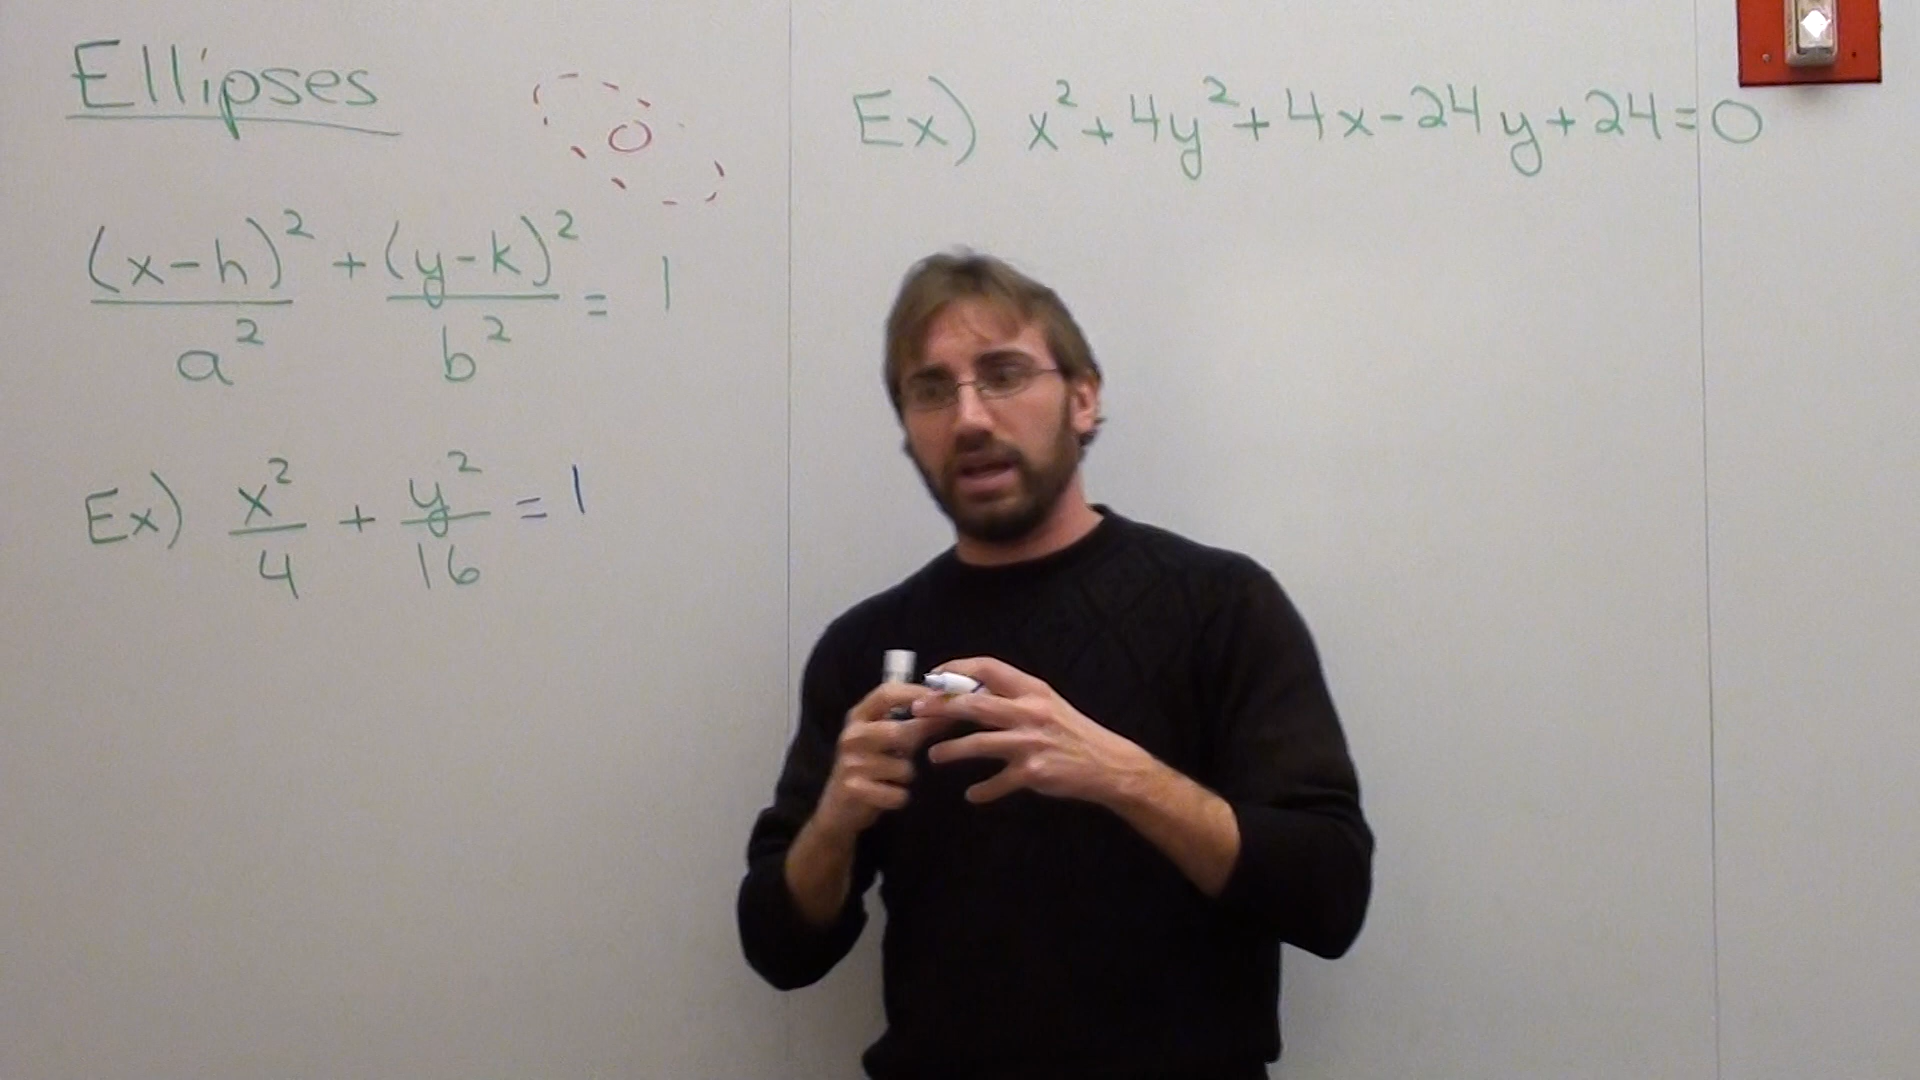 Ellipses
(x-h)²/a² + (y-k)²/b² = 1
Ex) x²/4 + y²/16 = 1
Ex) x² + 4y² + 4x - 24y + 24 = 0